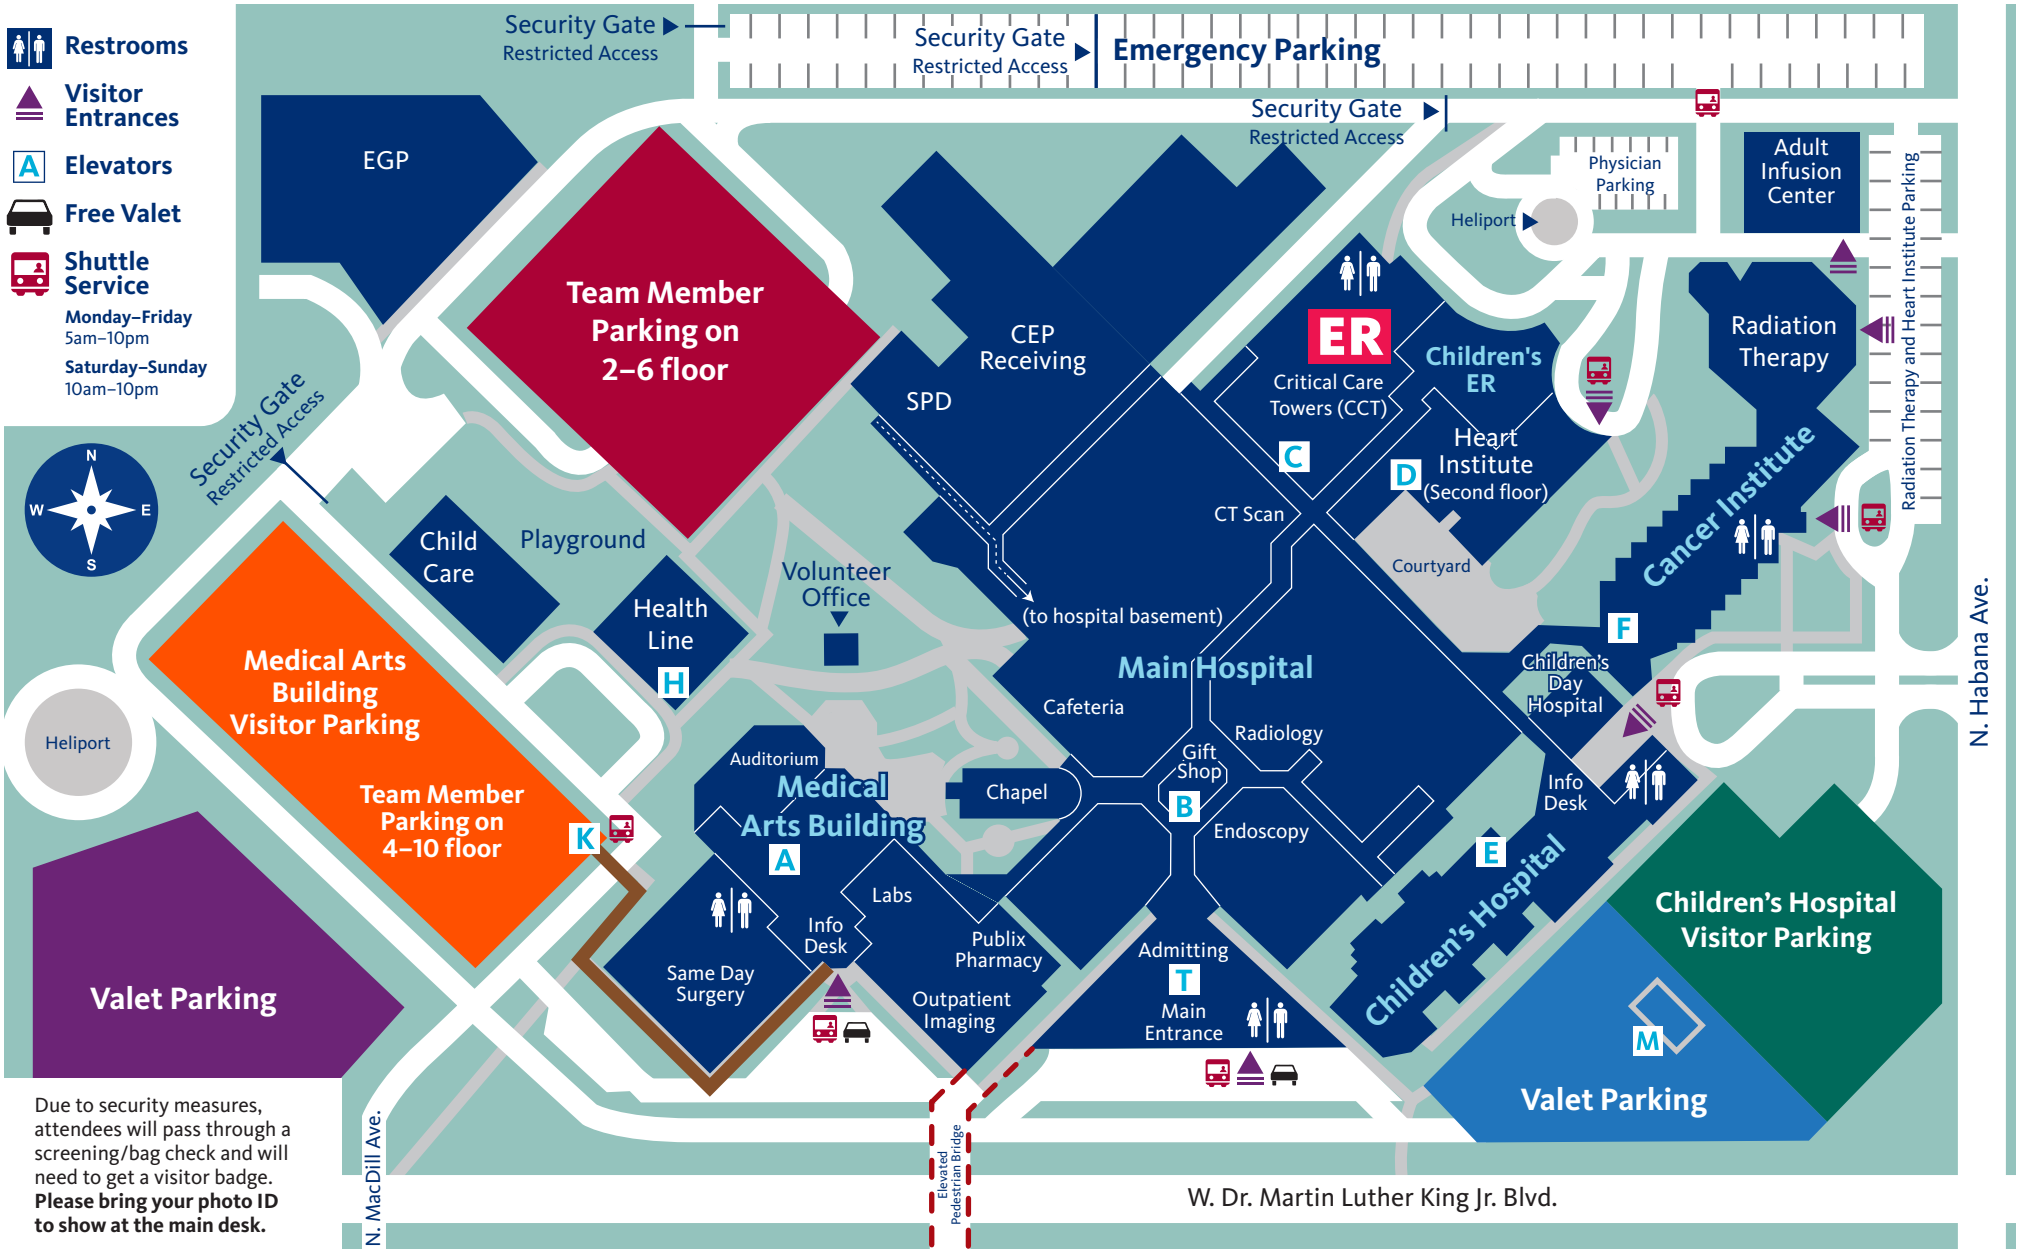 Restrooms
Visitor
Entrances
A
Elevators
Free Valet
Shuttle
Service
Monday–Friday
5am–10pm
Saturday–Sunday
10am–10pm
N
W
E
S
Security Gate
Restricted Access
Security Gate
Restricted Access
Emergency Parking
Security Gate
Restricted Access
Security Gate
Restricted Access
EGP
Team Member
Parking on
2–6 floor
CEP
Receiving
SPD
Physician
Parking
Heliport
Adult
Infusion
Center
Radiation Therapy and Heart Institute Parking
Radiation
Therapy
ER
Critical Care
Towers (CCT)
C
Children's
ER
Heart
Institute
(Second floor)
D
CT Scan
Courtyard
Cancer Institute
F
Child
Care
Playground
Health
Line
H
Volunteer
Office
(to hospital basement)
Main Hospital
Cafeteria
Radiology
Gift
Shop
B
Endoscopy
Children's
Day
Hospital
Info
Desk
E
Children's Hospital
N. Habana Ave.
Medical Arts
Building
Visitor Parking
Team Member
Parking on
4–10 floor
K
Heliport
Auditorium
Medical
Arts Building
A
Chapel
Labs
Info
Desk
Same Day
Surgery
Publix
Pharmacy
Outpatient
Imaging
Admitting
T
Main
Entrance
Children's Hospital
Visitor Parking
M
Valet Parking
Valet Parking
Due to security measures,
attendees will pass through a
screening/bag check and will
need to get a visitor badge.
Please bring your photo ID
to show at the main desk.
N. MacDill Ave.
Elevated
Pedestrian Bridge
W. Dr. Martin Luther King Jr. Blvd.